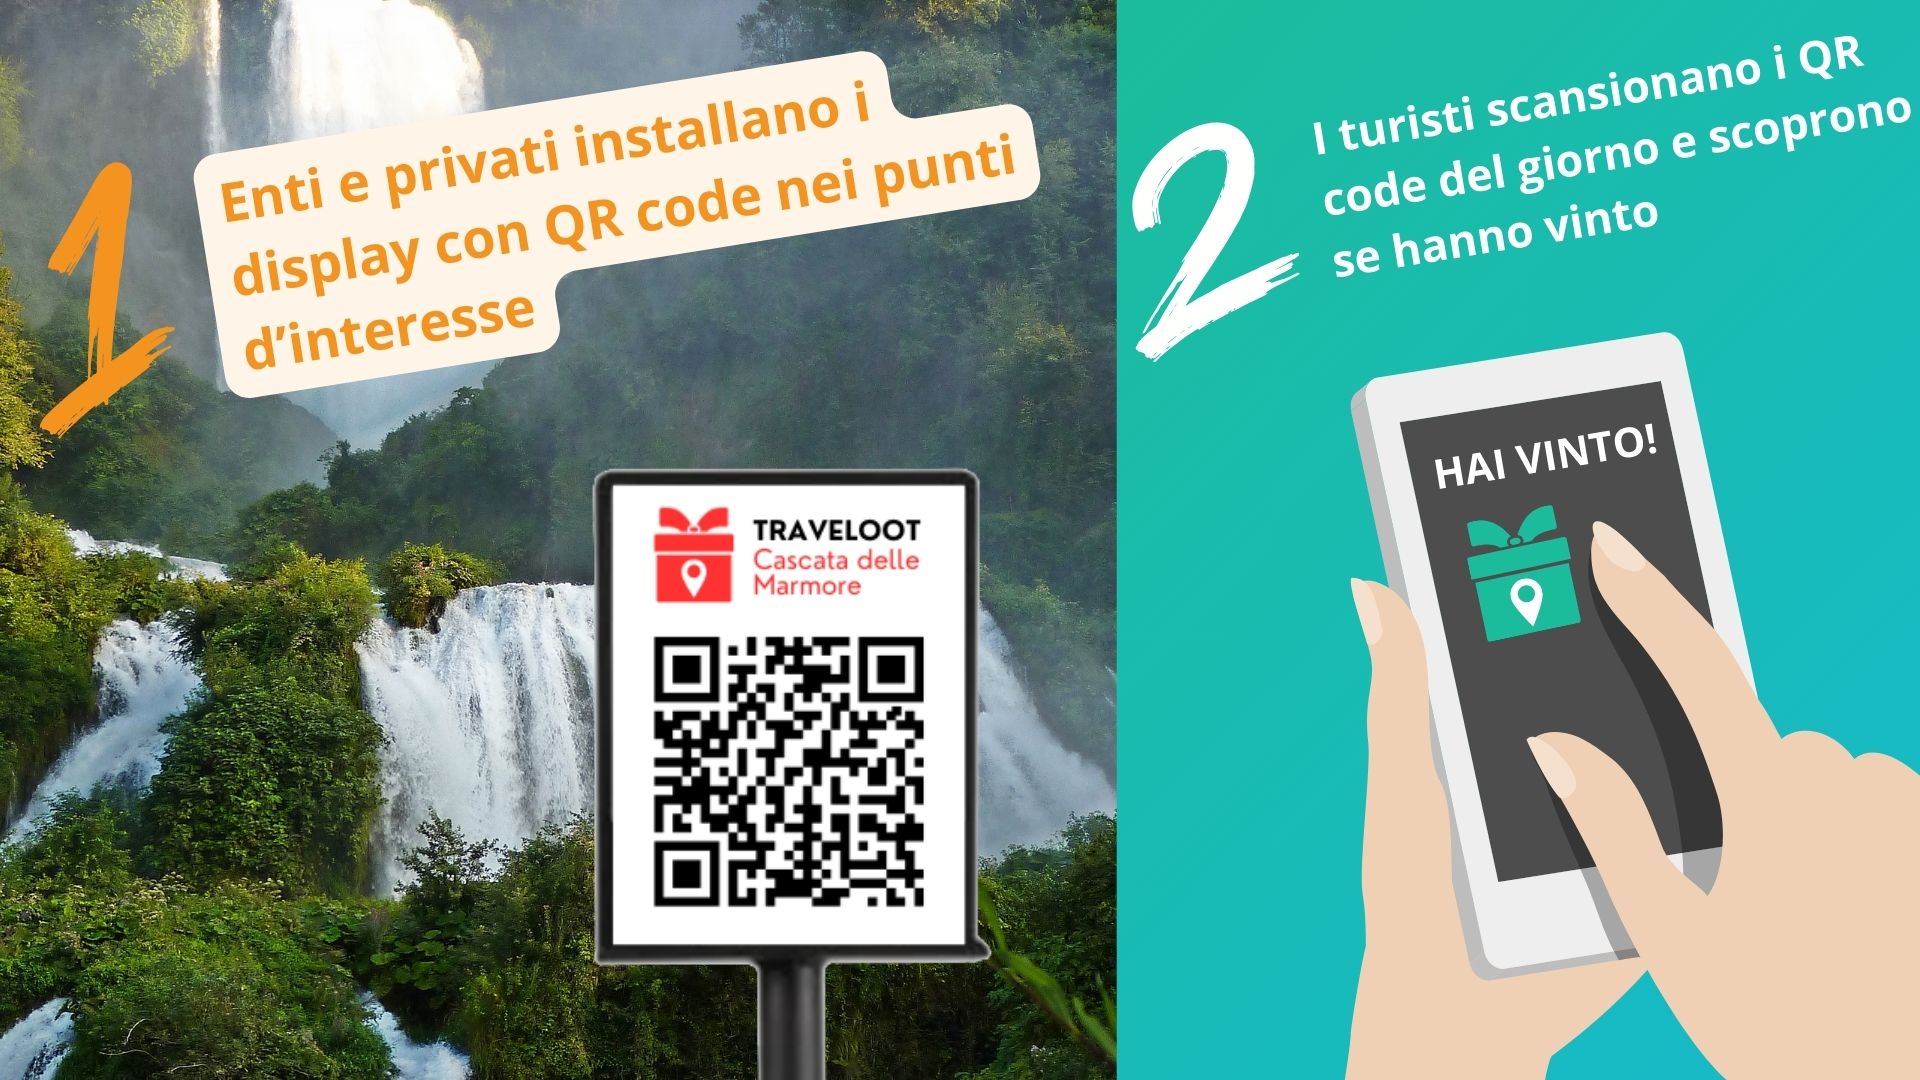 1
Enti e privati installano i
display con QR code nei punti
d’interesse
TRAVELOOT
Cascata delle
Marmore
2
I turisti scansionano i QR
code del giorno e scoprono
se hanno vinto
HAI VINTO!